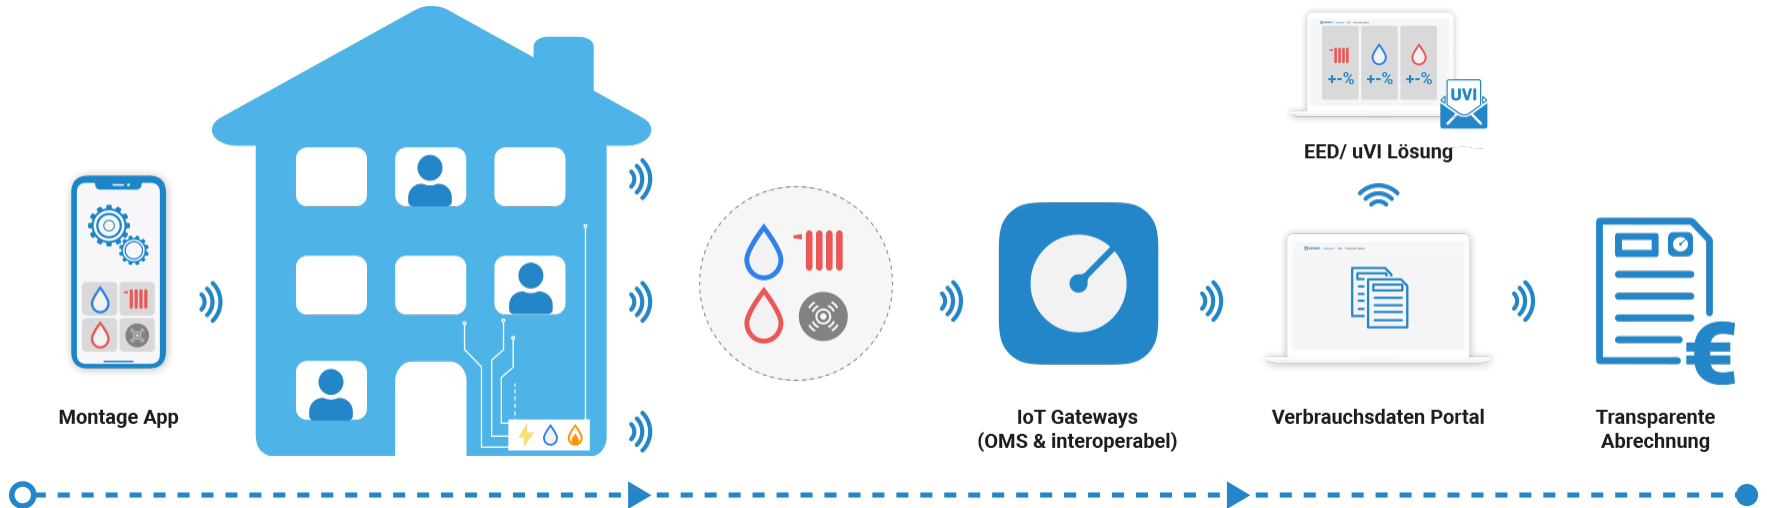 +-%
+-%
+-%
UVI
EED/ uVI Lösung
Montage App
IoT Gateways
(OMS & interoperabel)
Verbrauchsdaten Portal
Transparente
Abrechnung
€